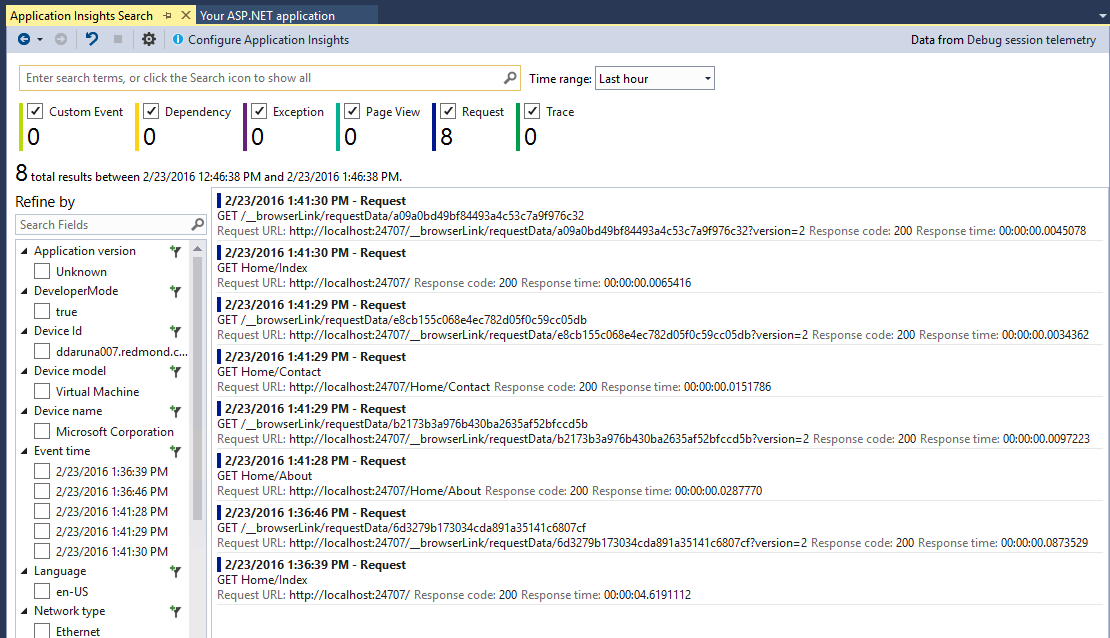 Application Insights Search
Your ASP.NET application
Configure Application Insights
Data from Debug session telemetry
Enter search terms, or click the Search icon to show all
Time range: Last hour
Custom Event Dependency Exception Page View Request Trace
0 0 0 0 8 0
8 total results between 2/23/2016 12:46:38 PM and 2/23/2016 1:46:38 PM.
Refine by
Search Fields
Application version
Unknown
DeveloperMode
true
Device Id
ddaruna007.redmond.c...
Device model
Virtual Machine
Device name
Microsoft Corporation
Event time
2/23/2016 1:36:39 PM
2/23/2016 1:36:46 PM
2/23/2016 1:41:28 PM
2/23/2016 1:41:29 PM
2/23/2016 1:41:30 PM
Language
en-US
Network type
Ethernet
2/23/2016 1:41:30 PM - Request
GET /__browserLink/requestData/a09a0bd49bf84493a4c53c7a9f976c32
Request URL: http://localhost:24707/__browserLink/requestData/a09a0bd49bf84493a4c53c7a9f976c32?version=2 Response code: 200 Response time: 00:00:00.0045078
2/23/2016 1:41:30 PM - Request
GET Home/Index
Request URL: http://localhost:24707/ Response code: 200 Response time: 00:00:00.0065416
2/23/2016 1:41:29 PM - Request
GET /__browserLink/requestData/e8cb155c068e4ec782d05f0c59cc05db
Request URL: http://localhost:24707/__browserLink/requestData/e8cb155c068e4ec782d05f0c59cc05db?version=2 Response code: 200 Response time: 00:00:00.0034362
2/23/2016 1:41:29 PM - Request
GET Home/Contact
Request URL: http://localhost:24707/Home/Contact Response code: 200 Response time: 00:00:00.0151786
2/23/2016 1:41:29 PM - Request
GET /__browserLink/requestData/b2173b3a976b430ba2635af52bfccd5b
Request URL: http://localhost:24707/__browserLink/requestData/b2173b3a976b430ba2635af52bfccd5b?version=2 Response code: 200 Response time: 00:00:00.0097223
2/23/2016 1:41:28 PM - Request
GET Home/About
Request URL: http://localhost:24707/Home/About Response code: 200 Response time: 00:00:00.0287770
2/23/2016 1:36:46 PM - Request
GET /__browserLink/requestData/6d3279b173034cda891a35141c6807cf
Request URL: http://localhost:24707/__browserLink/requestData/6d3279b173034cda891a35141c6807cf?version=2 Response code: 200 Response time: 00:00:00.0873529
2/23/2016 1:36:39 PM - Request
GET Home/Index
Request URL: http://localhost:24707/ Response code: 200 Response time: 00:00:04.6191112